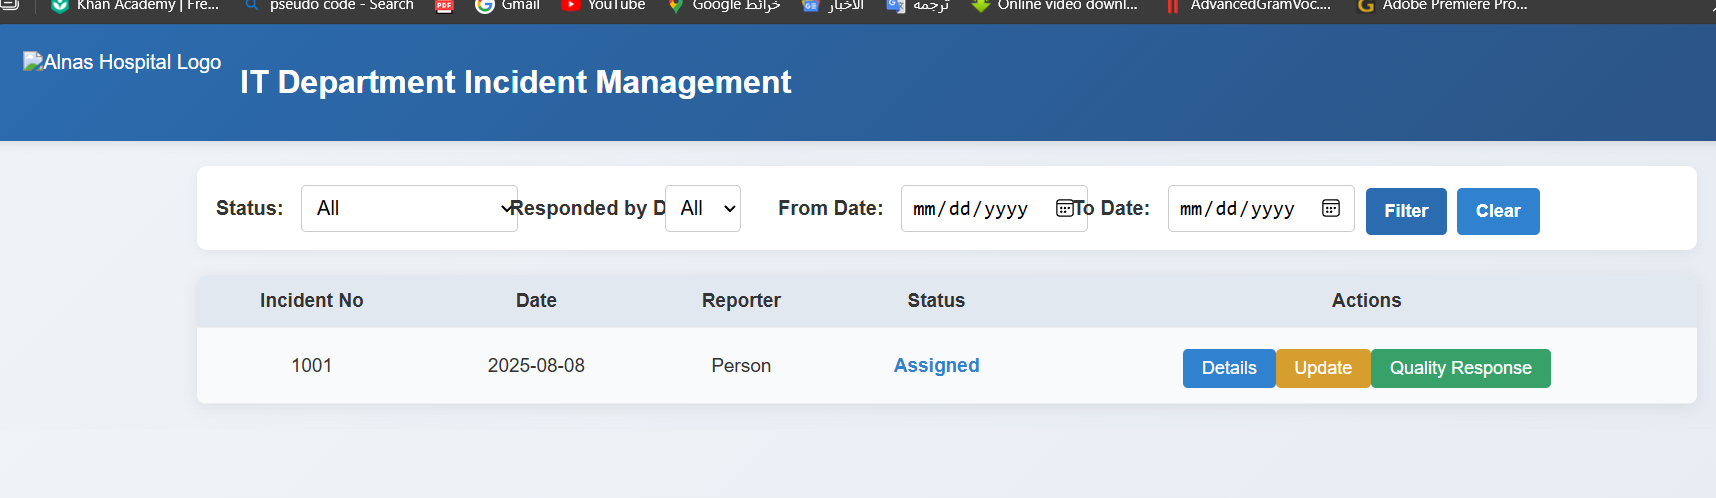 Khan Academy | Fre... pseudo code - Search PDF Gmail YouTube Google خرائط الأخبار ترجمة Online video downl... AdvancedGramVoc.... Adobe Premiere Pro...
Alnas Hospital Logo
IT Department Incident Management
Status: All Responded by D All From Date: mm/dd/yyyy To Date: mm/dd/yyyy Filter Clear
Incident No Date Reporter Status Actions
1001 2025-08-08 Person Assigned Details Update Quality Response